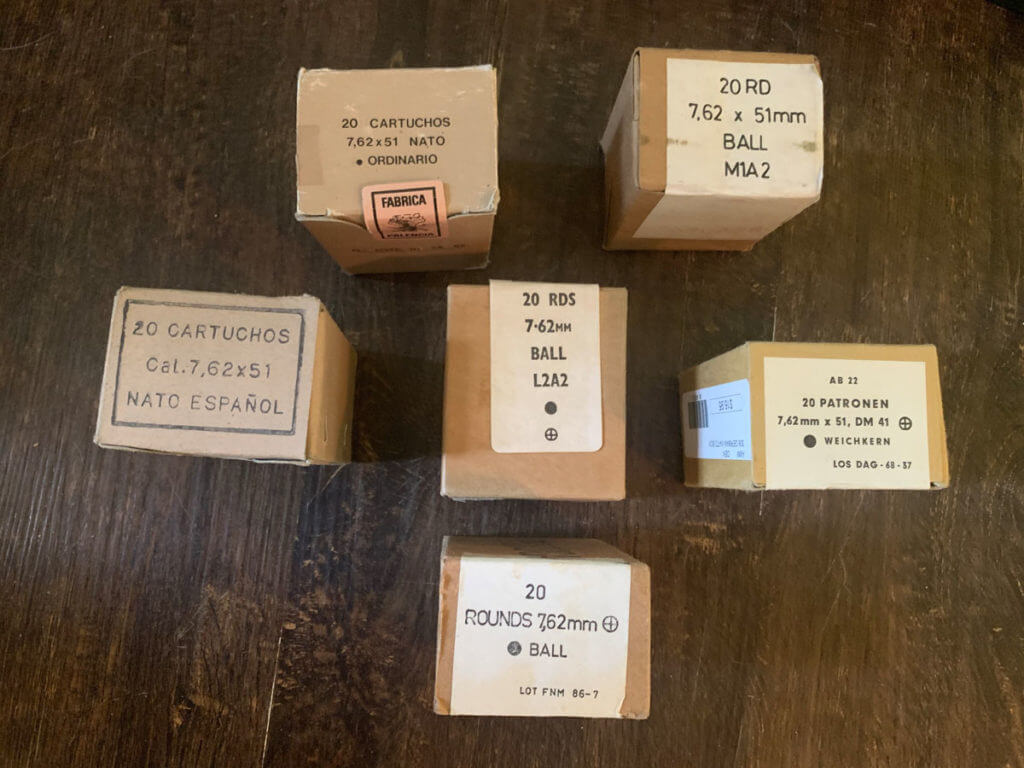 20 CARTUCHOS
7,62x51 NATO
● ORDINARIO
FABRICA
PALENCIA
20 RD
7,62 x 51mm
BALL
M1A2
20 CARTUCHOS
Cal.7,62x51
NATO ESPAÑOL
20 RDS
7·62MM
BALL
L2A2
AB 22
20 PATRONEN
7,62mm x 51, DM 41 ⊕
● WEICHKERN
LOS DAG - 68 - 37
20
ROUNDS 7,62mm ⊕
BALL
LOT FNM 86-7